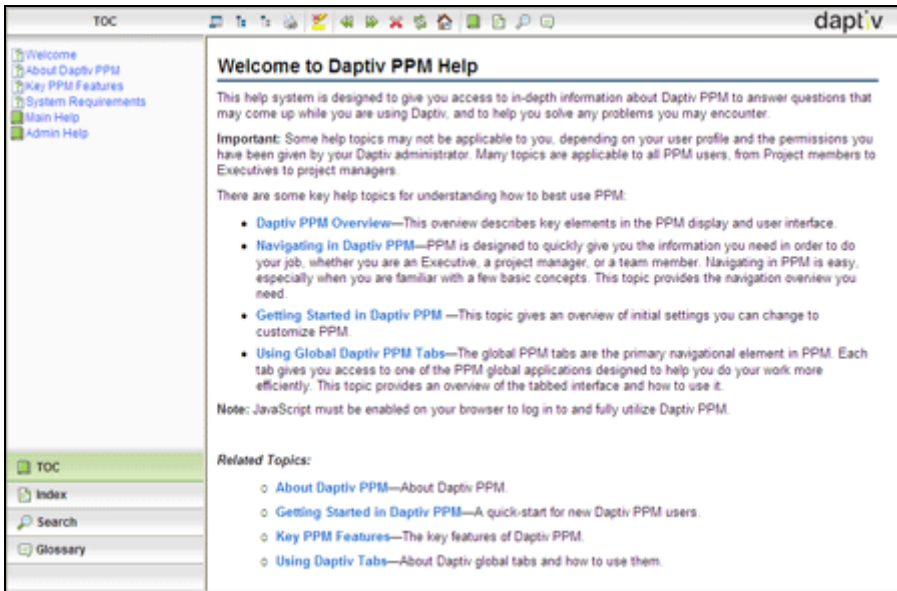 TOC
daptiv
Welcome
About Daptiv PPM
Key PPM Features
System Requirements
Main Help
Admin Help
TOC
Index
Search
Glossary
Welcome to Daptiv PPM Help
This help system is designed to give you access to in-depth information about Daptiv PPM to answer questions that
may come up while you are using Daptiv, and to help you solve any problems you may encounter.
Important: Some help topics may not be applicable to you, depending on your user profile and the permissions you
have been given by your Daptiv administrator. Many topics are applicable to all PPM users, from Project members to
Executives to project managers.
There are some key help topics for understanding how to best use PPM:
• Daptiv PPM Overview—This overview describes key elements in the PPM display and user interface.
• Navigating in Daptiv PPM—PPM is designed to quickly give you the information you need in order to do
your job, whether you are an Executive, a project manager, or a team member. Navigating in PPM is easy,
especially when you are familiar with a few basic concepts. This topic provides the navigation overview you
need.
• Getting Started in Daptiv PPM —This topic gives an overview of initial settings you can change to
customize PPM.
• Using Global Daptiv PPM Tabs—The global PPM tabs are the primary navigational element in PPM. Each
tab gives you access to one of the PPM global applications designed to help you do your work more
efficiently. This topic provides an overview of the tabbed interface and how to use it.
Note: JavaScript must be enabled on your browser to log in to and fully utilize Daptiv PPM.
Related Topics:
○ About Daptiv PPM—About Daptiv PPM.
○ Getting Started in Daptiv PPM—A quick-start for new Daptiv PPM users.
○ Key PPM Features—The key features of Daptiv PPM.
○ Using Daptiv Tabs—About Daptiv global tabs and how to use them.